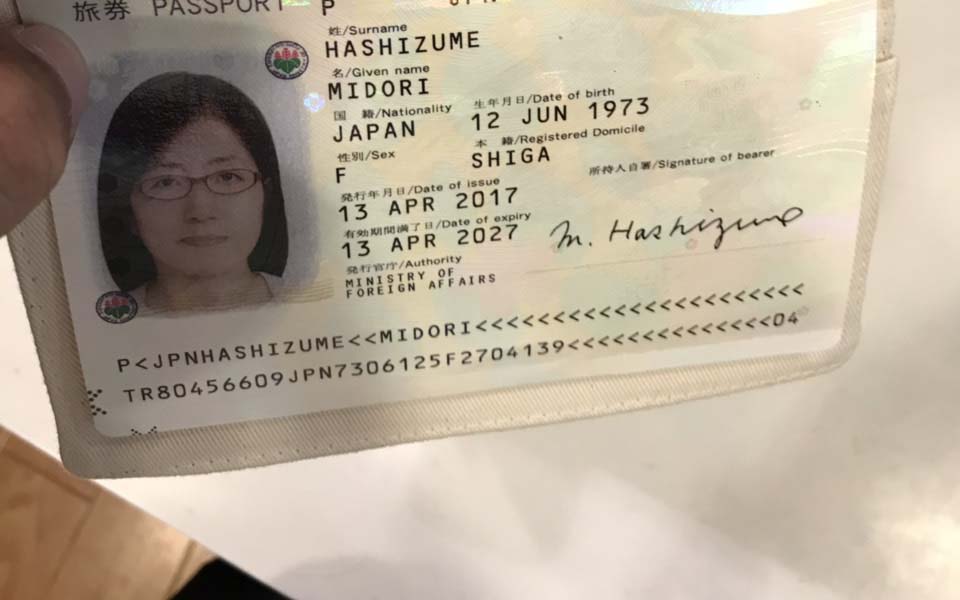 旅券 PASSPORT P
姓/Surname
HASHIZUME
名/Given name
MIDORI
国 籍/Nationality 生年月日/Date of birth
JAPAN 12 JUN 1973
性別/Sex 本 籍/Registered Domicile
F SHIGA 所持人自署/Signature of bearer
発行年月日/Date of issue
13 APR 2017
有効期間満了日/Date of expiry
13 APR 2027 M. Hashizume
発行官庁/Authority
MINISTRY OF
FOREIGN AFFAIRS
P<JPNHASHIZUME<<MIDORI<<<<<<<<<<<<<<<<<<<<<<
TR80456609JPN7306125F2704139<<<<<<<<<<<<<<04